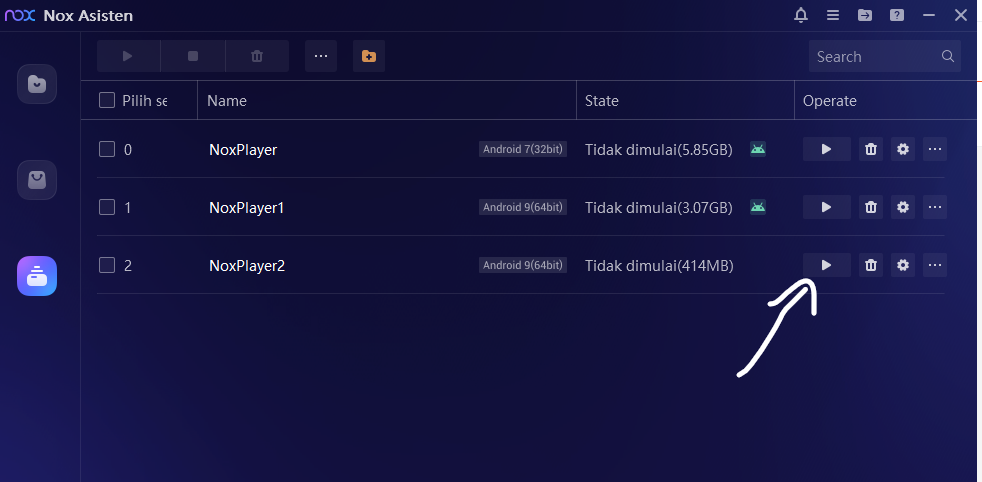 nox Nox Asisten
Search
Pilih se Name State Operate
0 NoxPlayer Android 7(32bit) Tidak dimulai(5.85GB)
1 NoxPlayer1 Android 9(64bit) Tidak dimulai(3.07GB)
2 NoxPlayer2 Android 9(64bit) Tidak dimulai(414MB)